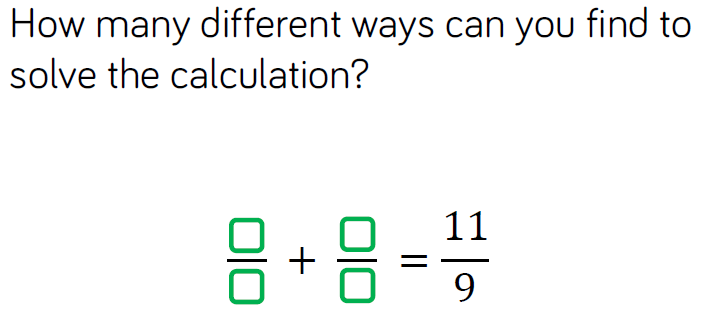 How many different ways can you find to
solve the calculation?
□/□ + □/□ = 11/9